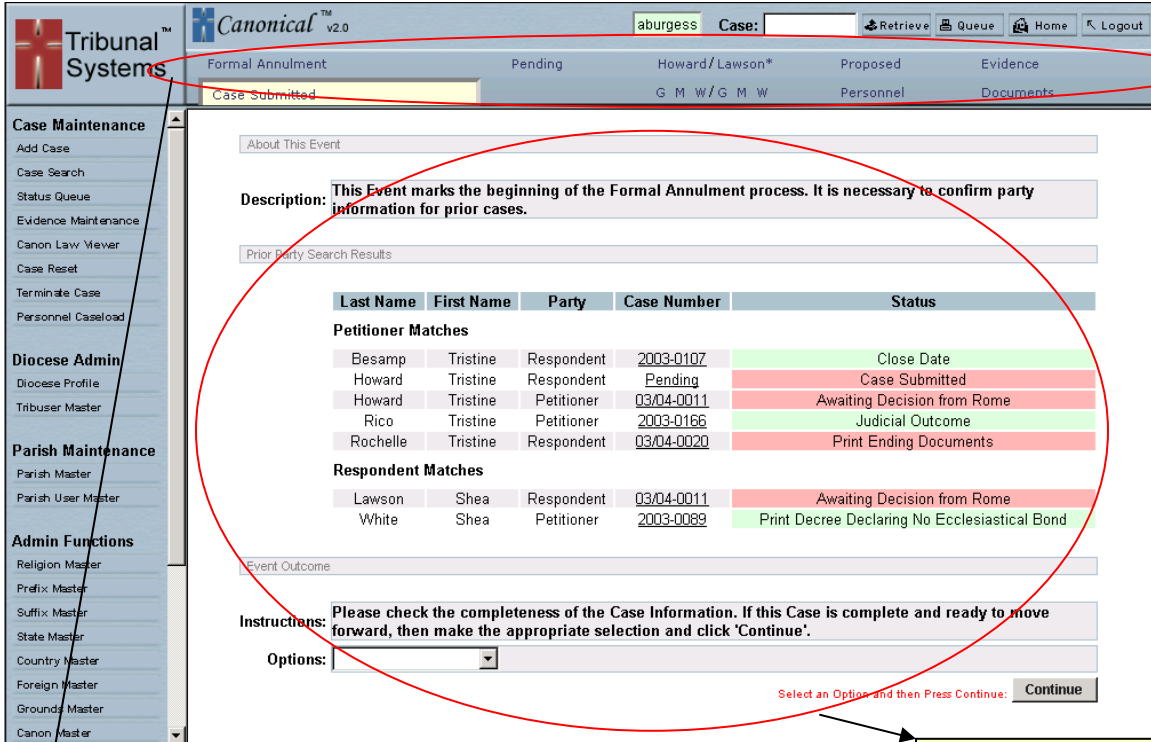 Tribunal™
Systems
Canonical™ v2.0
aburgess Case: Retrieve Queue Home Logout
Formal Annulment Pending Howard/Lawson* Proposed Evidence
Case Submitted G M W/G M W Personnel Documents
Case Maintenance
Add Case
Case Search
Status Queue
Evidence Maintenance
Canon Law Viewer
Case Reset
Terminate Case
Personnel Caseload
Diocese Admin
Diocese Profile
Tribuser Master
Parish Maintenance
Parish Master
Parish User Master
Admin Functions
Religion Master
Prefix Master
Suffix Master
State Master
Country Master
Foreign Master
Grounds Master
Canon Master
About This Event
Description: This Event marks the beginning of the Formal Annulment process. It is necessary to confirm party
information for prior cases.
Prior Party Search Results
Last Name First Name Party Case Number Status
Petitioner Matches
Besamp Tristine Respondent 2003-0107 Close Date
Howard Tristine Respondent Pending Case Submitted
Howard Tristine Petitioner 03/04-0011 Awaiting Decision from Rome
Rico Tristine Petitioner 2003-0166 Judicial Outcome
Rochelle Tristine Respondent 03/04-0020 Print Ending Documents
Respondent Matches
Lawson Shea Respondent 03/04-0011 Awaiting Decision from Rome
White Shea Petitioner 2003-0089 Print Decree Declaring No Ecclesiastical Bond
Event Outcome
Instructions: Please check the completeness of the Case Information. If this Case is complete and ready to move
forward, then make the appropriate selection and click 'Continue'.
Options:
Select an Option and then Press Continue: Continue